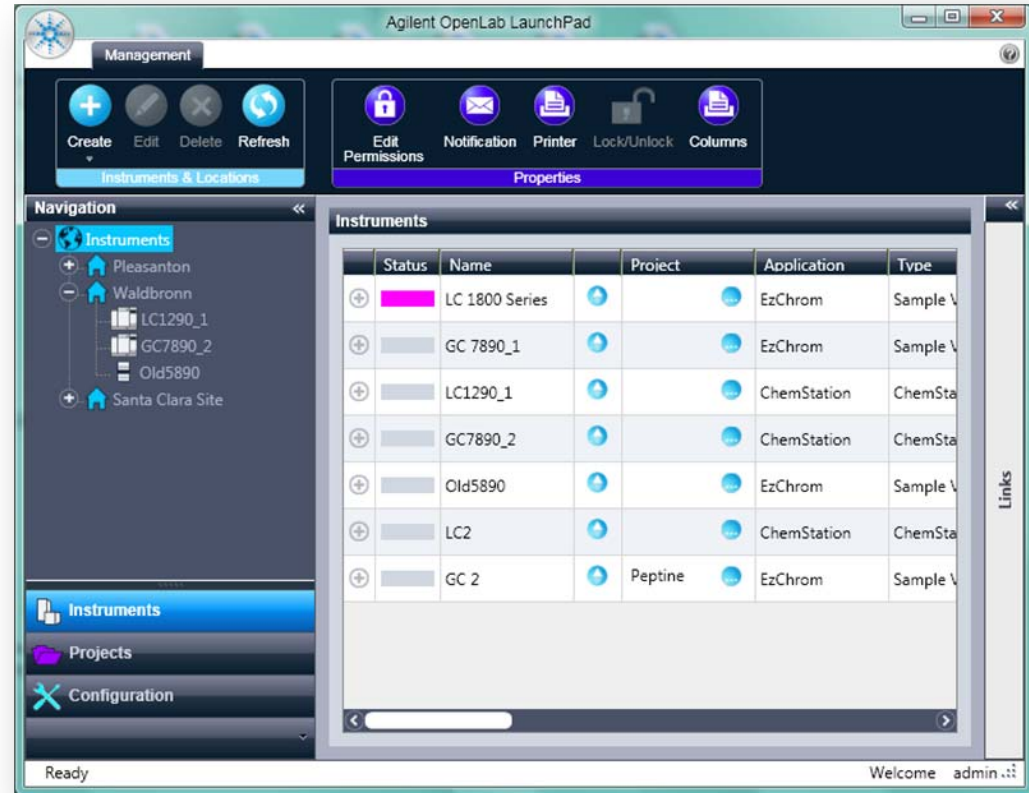 Agilent OpenLab LaunchPad
Management
Create Edit Delete Refresh
Instruments & Locations
Edit Permissions Notification Printer Lock/Unlock Columns
Properties
Navigation
Instruments
Pleasanton
Waldbronn
LC1290_1
GC7890_2
Old5890
Santa Clara Site
Instruments
Projects
Configuration
Instruments
Status Name Project Application Type
LC 1800 Series EzChrom Sample V
GC 7890_1 EzChrom Sample V
LC1290_1 ChemStation ChemSta
GC7890_2 ChemStation ChemSta
Old5890 EzChrom Sample V
LC2 ChemStation ChemSta
GC 2 Peptine EzChrom Sample V
Links
Ready
Welcome admin